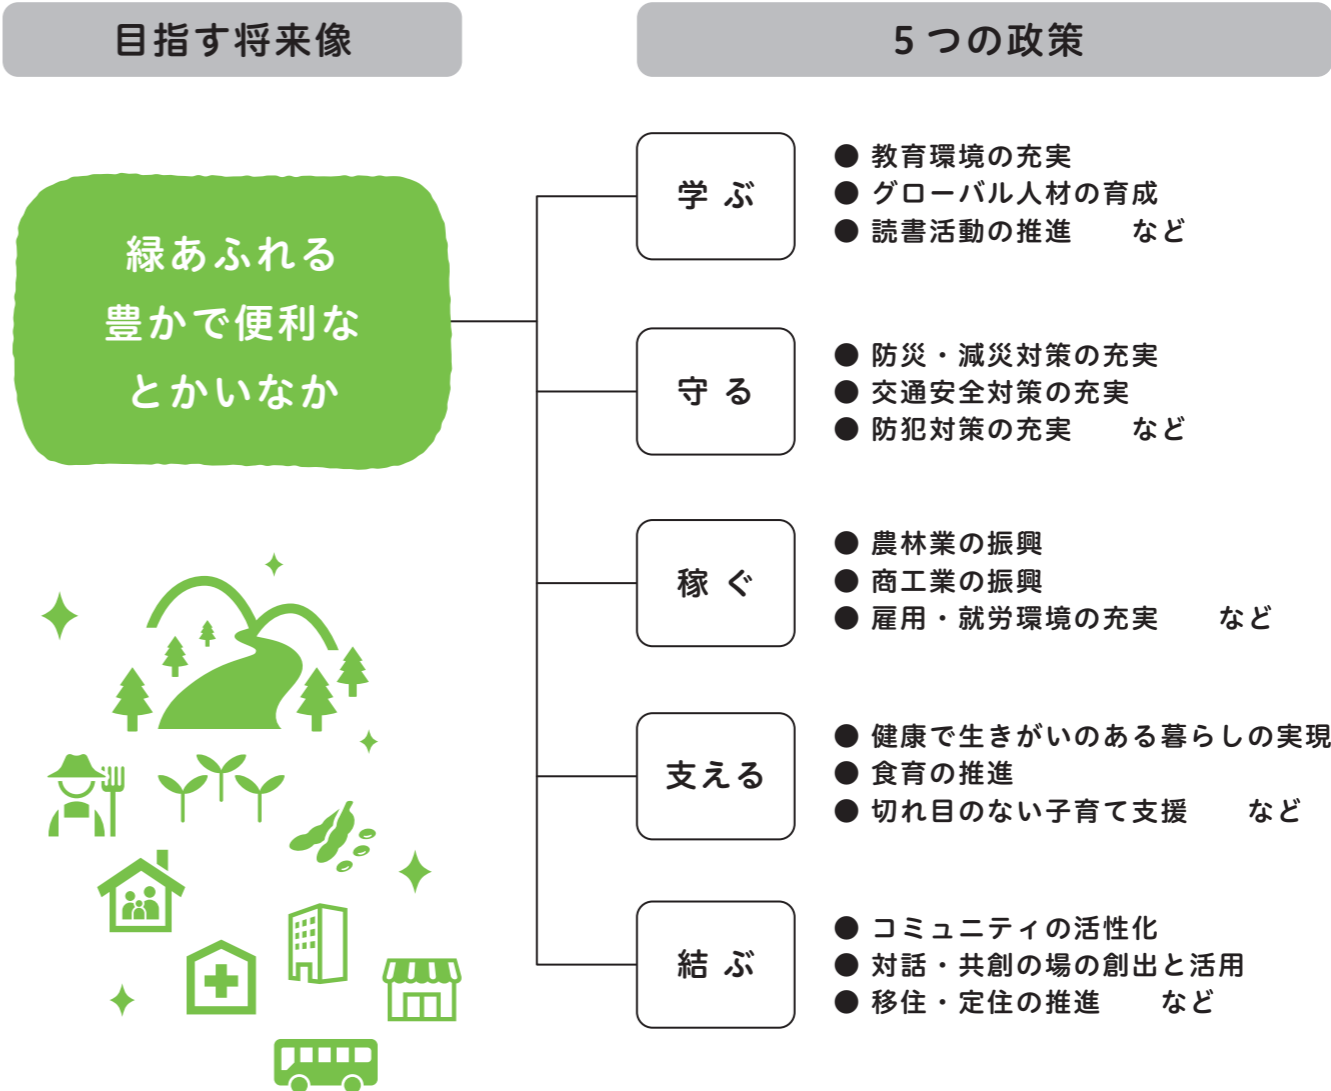 目指す将来像
緑あふれる
豊かで便利な
とかいなか
5つの政策
学ぶ
● 教育環境の充実
● グローバル人材の育成
● 読書活動の推進　など
守る
● 防災・減災対策の充実
● 交通安全対策の充実
● 防犯対策の充実　など
稼ぐ
● 農林業の振興
● 商工業の振興
● 雇用・就労環境の充実　など
支える
● 健康で生きがいのある暮らしの実現
● 食育の推進
● 切れ目のない子育て支援　など
結ぶ
● コミュニティの活性化
● 対話・共創の場の創出と活用
● 移住・定住の推進　など